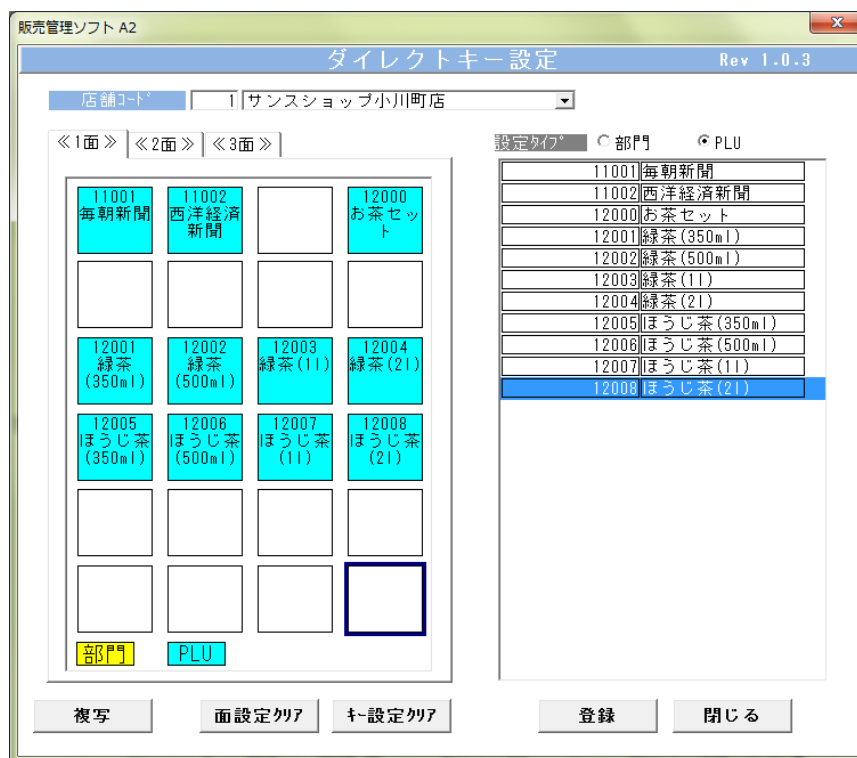 販売管理ソフト A2
x
ダイレクトキー設定 Rev 1.0.3
店舗ｺｰﾄﾞ 1 サンスショップ小川町店
≪1面≫ ≪2面≫ ≪3面≫
設定ﾀｲﾌﾟ 部門 PLU
11001
毎朝新聞
11002
西洋経済
新聞
12000
お茶セッ
ト
12001
緑茶
(350ml)
12002
緑茶
(500ml)
12003
緑茶(1l)
12004
緑茶(2l)
12005
ほうじ茶
(350ml)
12006
ほうじ茶
(500ml)
12007
ほうじ茶
(1l)
12008
ほうじ茶
(2l)
部門 PLU
11001 毎朝新聞
11002 西洋経済新聞
12000 お茶セット
12001 緑茶(350ml)
12002 緑茶(500ml)
12003 緑茶(1l)
12004 緑茶(2l)
12005 ほうじ茶(350ml)
12006 ほうじ茶(500ml)
12007 ほうじ茶(1l)
12008 ほうじ茶(2l)
複写 面設定ｸﾘｱ ｷｰ設定ｸﾘｱ 登録 閉じる